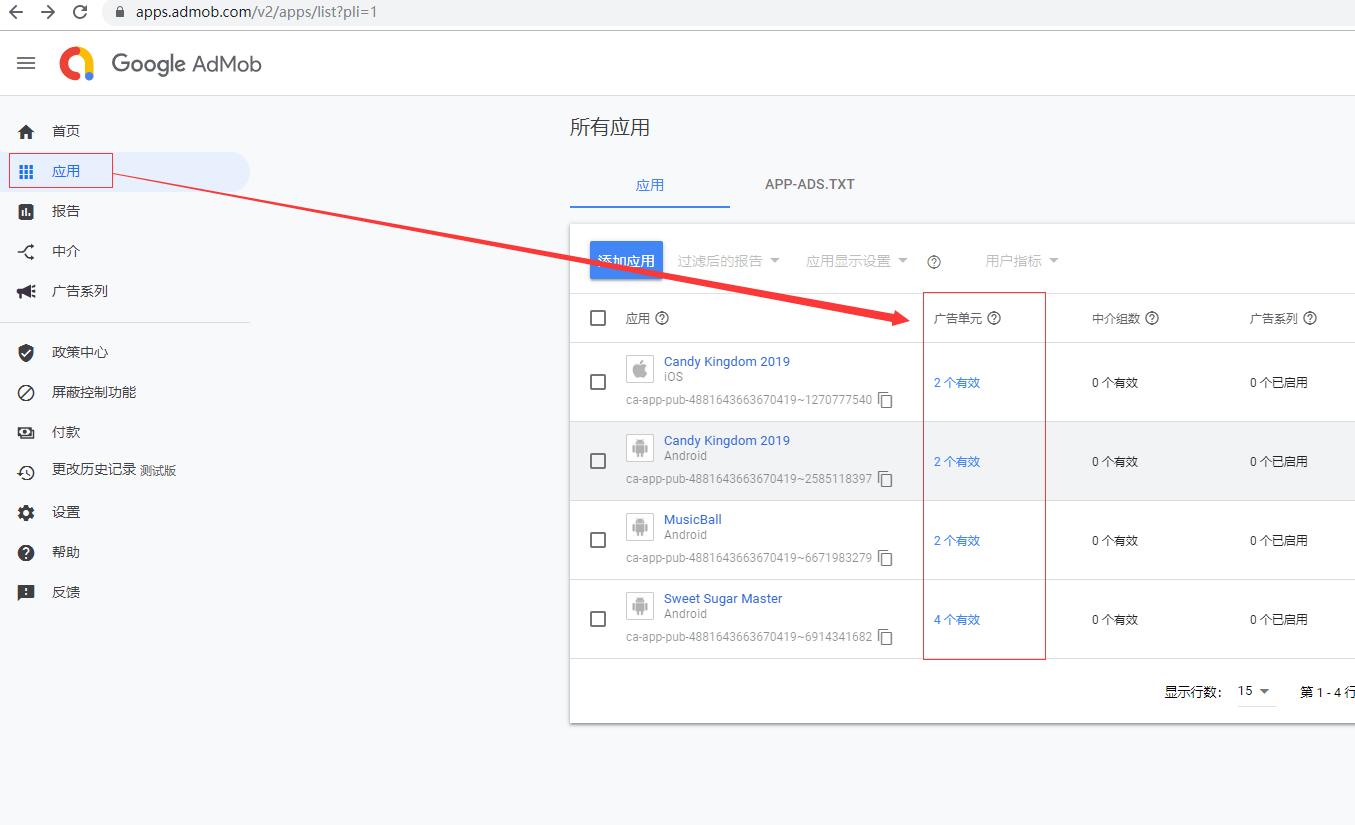 apps.admob.com/v2/apps/list?pli=1
Google AdMob
首页
应用
报告
中介
广告系列
政策中心
屏蔽控制功能
付款
更改历史记录 测试版
设置
帮助
反馈
所有应用
应用 APP-ADS.TXT
添加应用 过滤后的报告 应用显示设置 用户指标
应用 广告单元 中介组数 广告系列
Candy Kingdom 2019
iOS
2 个有效 0 个有效 0 个已启用
ca-app-pub-4881643663670419~1270777540
Candy Kingdom 2019
Android
2 个有效 0 个有效 0 个已启用
ca-app-pub-4881643663670419~2585118397
MusicBall
Android
2 个有效 0 个有效 0 个已启用
ca-app-pub-4881643663670419~6671983279
Sweet Sugar Master
Android
4 个有效 0 个有效 0 个已启用
ca-app-pub-4881643663670419~6914341682
显示行数： 15 第 1 - 4 行